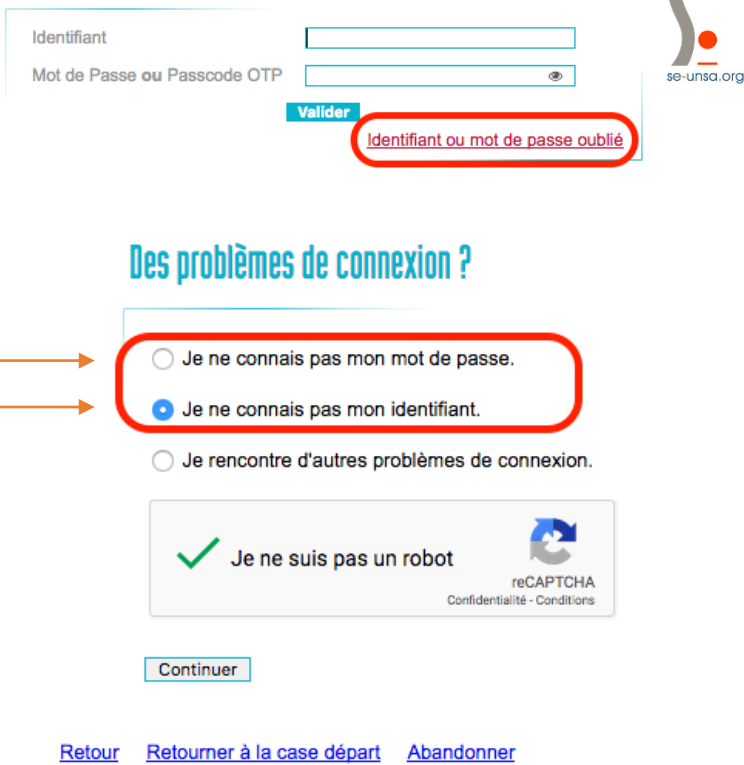 Identifiant
Mot de Passe ou Passcode OTP
se-unsa.org
Valider
Identifiant ou mot de passe oublié
Des problèmes de connexion ?
Je ne connais pas mon mot de passe.
Je ne connais pas mon identifiant.
Je rencontre d'autres problèmes de connexion.
Je ne suis pas un robot
reCAPTCHA
Confidentialité - Conditions
Continuer
Retour Retourner à la case départ Abandonner